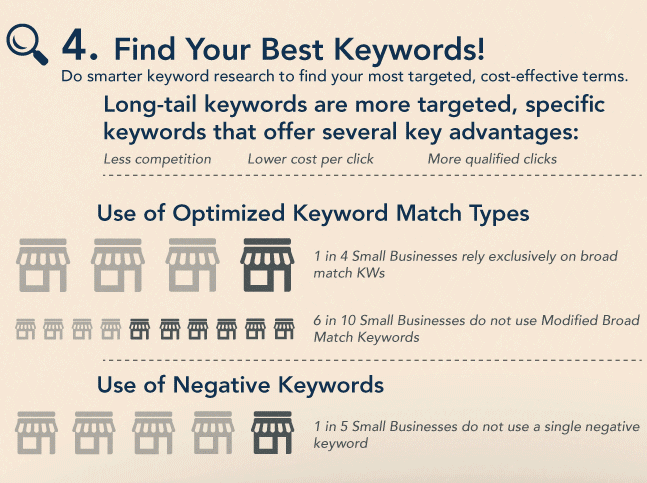 4. Find Your Best Keywords!
Do smarter keyword research to find your most targeted, cost-effective terms.
Long-tail keywords are more targeted, specific
keywords that offer several key advantages:
Less competition Lower cost per click More qualified clicks
Use of Optimized Keyword Match Types
1 in 4 Small Businesses rely exclusively on broad
match KWs
6 in 10 Small Businesses do not use Modified Broad
Match Keywords
Use of Negative Keywords
1 in 5 Small Businesses do not use a single negative
keyword